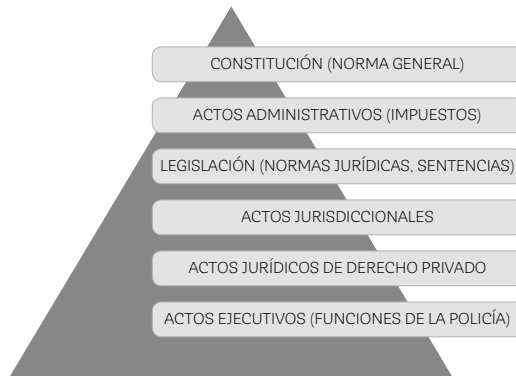 CONSTITUCIÓN (NORMA GENERAL)
ACTOS ADMINISTRATIVOS (IMPUESTOS)
LEGISLACIÓN (NORMAS JURÍDICAS, SENTENCIAS)
ACTOS JURISDICCIONALES
ACTOS JURÍDICOS DE DERECHO PRIVADO
ACTOS EJECUTIVOS (FUNCIONES DE LA POLICÍA)